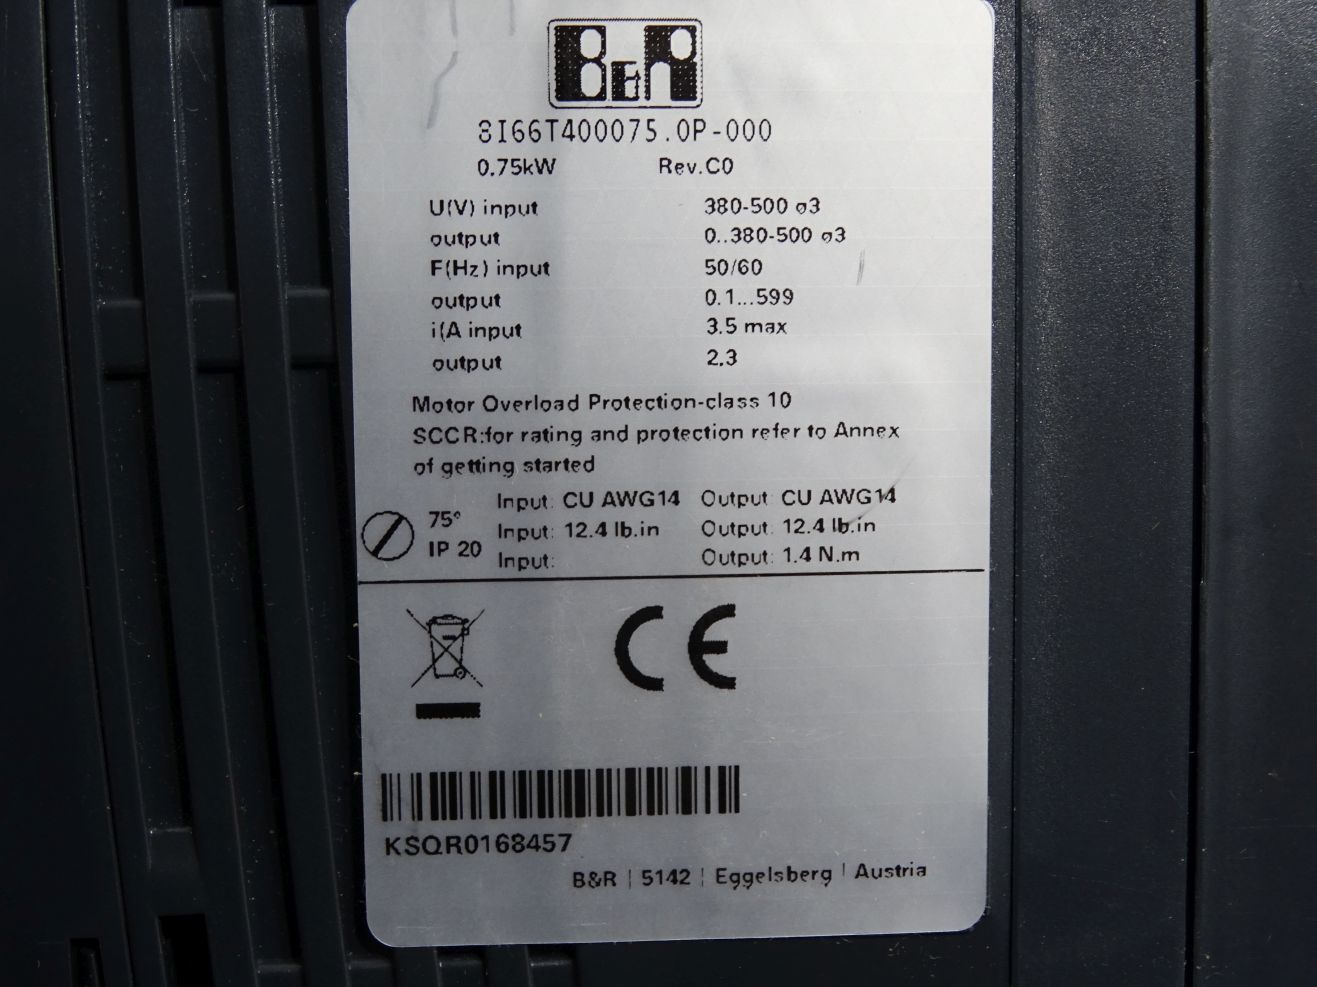 B&R
8I66T400075.0P-000
0.75kW Rev.C0
U(V) input 380-500 ø3
output 0..380-500 ø3
F(Hz) input 50/60
output 0.1...599
i(A input 3.5 max
output 2.3
Motor Overload Protection-class 10
SCCR:for rating and protection refer to Annex
of getting started
Input: CU AWG14 Output: CU AWG14
75°
Input: 12.4 lb.in Output: 12.4 lb.in
IP 20
Input: Output: 1.4 N.m
CE
KSQR0168457
B&R | 5142 | Eggelsberg | Austria